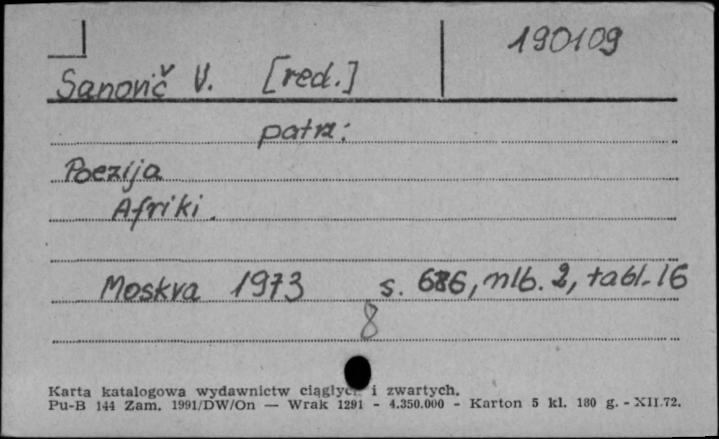 190109
Sanovič V. [red.]
patrz:
Poezija
Afriki.
Moskva 1973 s. 686, nlb. 2, tabl. 16
8
Karta katalogowa wydawnictw ciągłych i zwartych.
Pu-B 144 Zam. 1991/DW/On — Wrak 1291 - 4.350.000 - Karton 5 kl. 180 g. - XII.72.